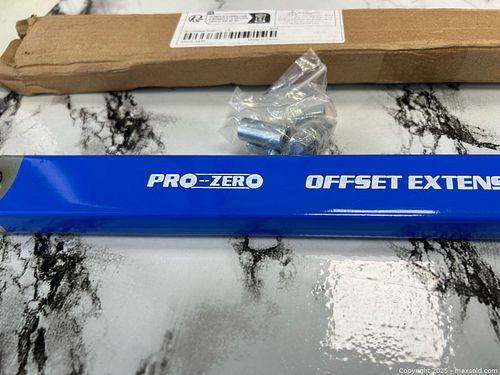 PRO--ZERO
OFFSET EXTENS
Copyright 2025 - maxsold.com